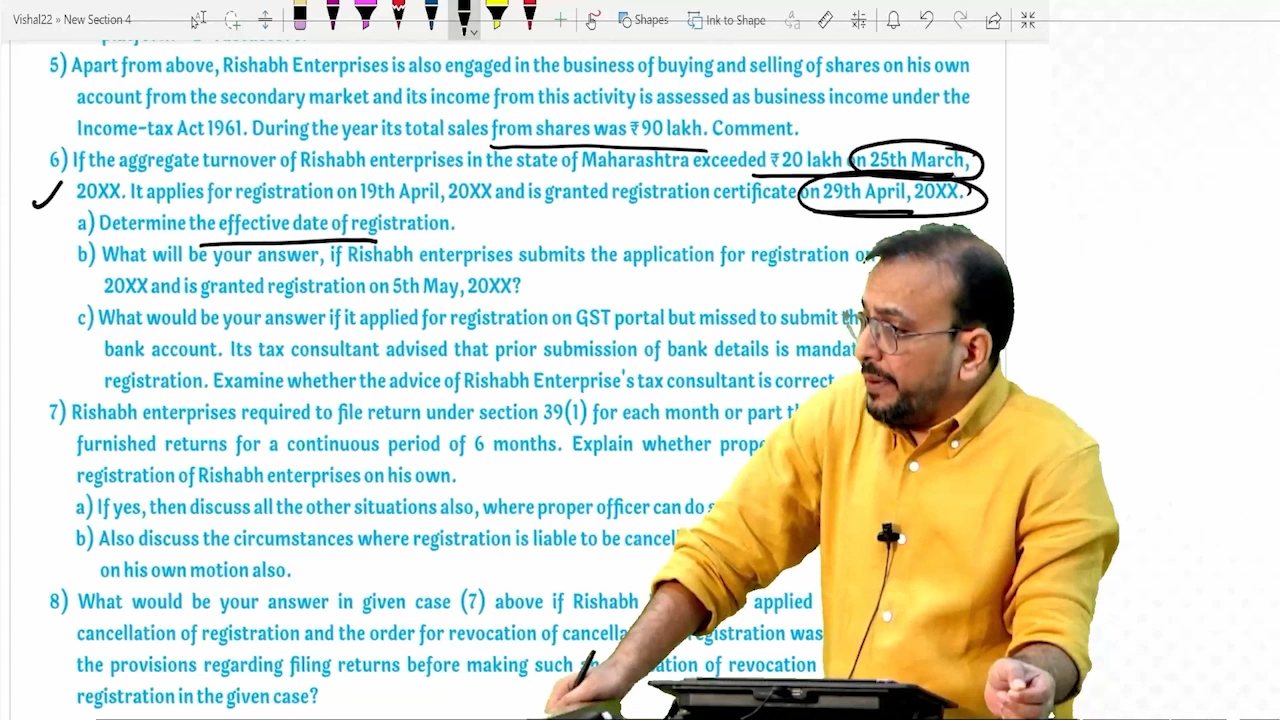 Vishal22 » New Section 4
Shapes
Ink to Shape
5) Apart from above, Rishabh Enterprises is also engaged in the business of buying and selling of shares on his own
account from the secondary market and its income from this activity is assessed as business income under the
Income-tax Act 1961. During the year its total sales from shares was ₹90 lakh. Comment.
6) If the aggregate turnover of Rishabh enterprises in the state of Maharashtra exceeded ₹20 lakh on 25th March,
20XX. It applies for registration on 19th April, 20XX and is granted registration certificate on 29th April, 20XX.
a) Determine the effective date of registration.
b) What will be your answer, if Rishabh enterprises submits the application for registration
20XX and is granted registration on 5th May, 20XX?
c) What would be your answer if it applied for registration on GST portal but missed to submit
bank account. Its tax consultant advised that prior submission of bank details is
registration. Examine whether the advice of Rishabh Enterprise's tax consultant is correct
7) Rishabh enterprises required to file return under section 39(1) for each month or part
furnished returns for a continuous period of 6 months. Explain whether
registration of Rishabh enterprises on his own.
a) If yes, then discuss all the other situations also, where proper officer can do
b) Also discuss the circumstances where registration is liable to be
on his own motion also.
8) What would be your answer in given case (7) above if Rishabh applied
cancellation of registration and the order for revocation of registration was
the provisions regarding filing returns before making such of revocation
registration in the given case?